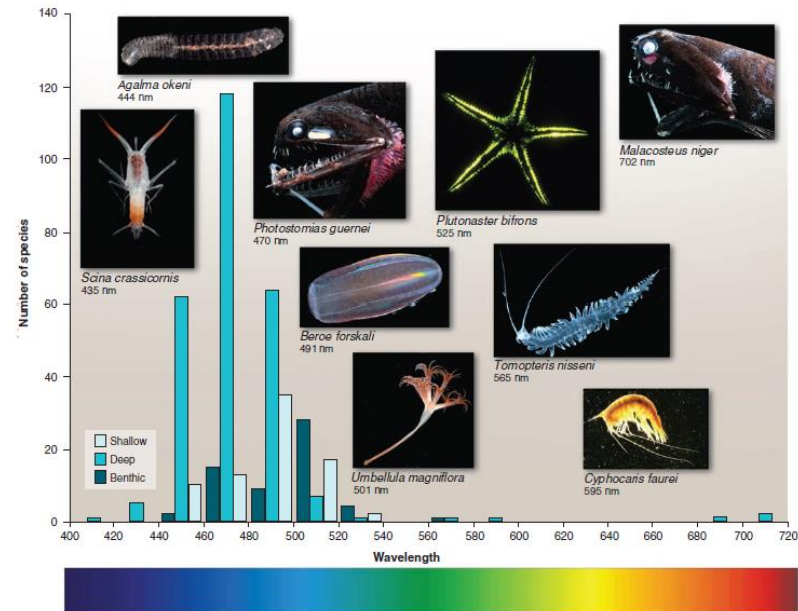 140
120
100
80
60
40
20
0
Number of species
Agalma okeni
444 nm
Scina crassicornis
435 nm
Photostomias guernei
470 nm
Plutonaster bifrons
525 nm
Malacosteus niger
702 nm
Beroe forskali
491 nm
Tomopteris nisseni
565 nm
Umbellula magniflora
501 nm
Cyphocaris faurei
595 nm
Shallow
Deep
Benthic
400 420 440 460 480 500 520 540 560 580 600 620 640 660 680 700 720
Wavelength